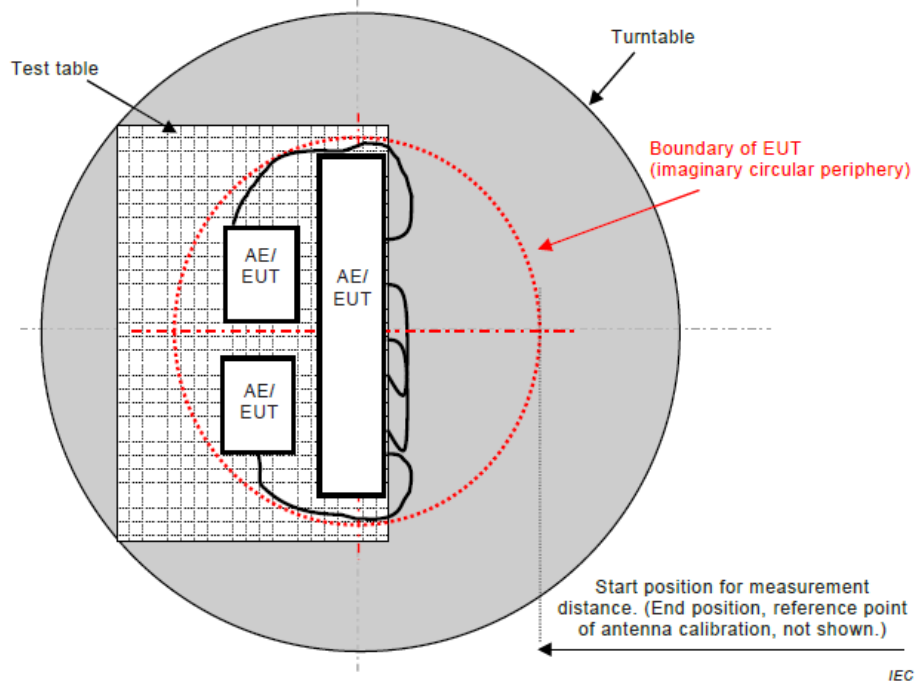 Turntable
Test table
Boundary of EUT
(imaginary circular periphery)
AE/
EUT
AE/
EUT
AE/
EUT
Start position for measurement
distance. (End position, reference point
of antenna calibration, not shown.)
IEC